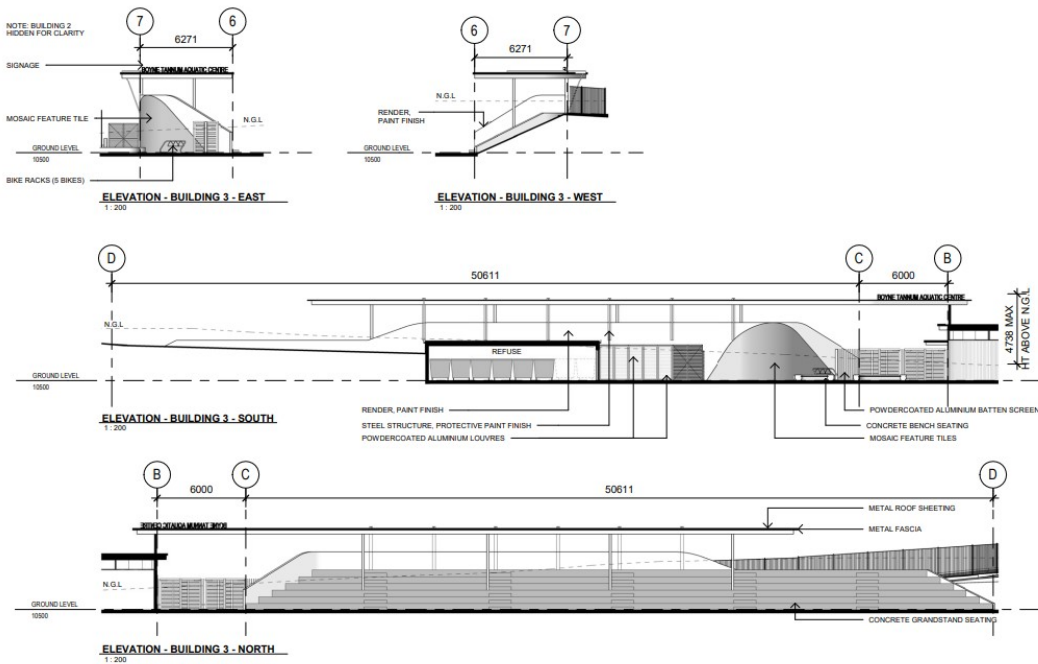 NOTE: BUILDING 2
HIDDEN FOR CLARITY
7
6
6271
SIGNAGE
BOYNE TANNUM AQUATIC CENTRE
MOSAIC FEATURE TILE
N.G.L
GROUND LEVEL
10500
BIKE RACKS (5 BIKES)
ELEVATION - BUILDING 3 - EAST
1 : 200
6
7
6271
N.G.L
RENDER,
PAINT FINISH
GROUND LEVEL
10500
ELEVATION - BUILDING 3 - WEST
1 : 200
D
C
B
50611
6000
BOYNE TANNUM AQUATIC CENTRE
N.G.L
4738 MAX
HT ABOVE N.G.L
REFUSE
GROUND LEVEL
10500
RENDER, PAINT FINISH
STEEL STRUCTURE, PROTECTIVE PAINT FINISH
POWDERCOATED ALUMINIUM LOUVRES
POWDERCOATED ALUMINIUM BATTEN SCREEN
CONCRETE BENCH SEATING
MOSAIC FEATURE TILES
ELEVATION - BUILDING 3 - SOUTH
1 : 200
B
C
D
6000
50611
METAL ROOF SHEETING
BOYNE TANNUM AQUATIC CENTRE
METAL FASCIA
N.G.L
GROUND LEVEL
10500
CONCRETE GRANDSTAND SEATING
ELEVATION - BUILDING 3 - NORTH
1 : 200